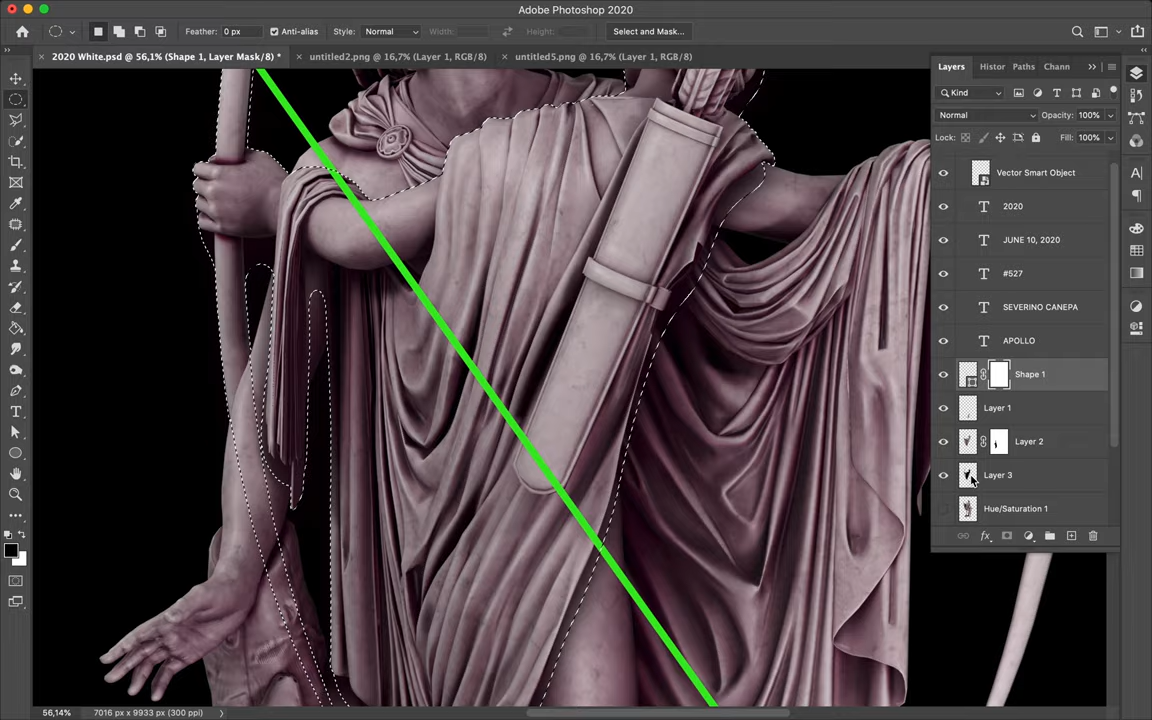 Adobe Photoshop 2020
Feather: 0 px Anti-alias Style: Normal Width: Height: Select and Mask...
2020 White.psd @ 56,1% (Shape 1, Layer Mask/8) * untitled2.png @ 16,7% (Layer 1, RGB/8) untitled5.png @ 16,7% (Layer 1, RGB/8)
Layers Histor Paths Chann
Kind
Normal Opacity: 100%
Lock: Fill: 100%
Vector Smart Object
2020
JUNE 10, 2020
#527
SEVERINO CANEPA
APOLLO
Shape 1
Layer 1
Layer 2
Layer 3
Hue/Saturation 1
56,14% 7016 px x 9933 px (300 ppi)